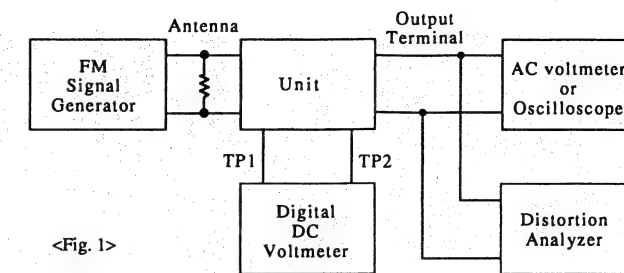 Antenna
Output
Terminal
FM
Signal
Generator
Unit
AC voltmeter
or
Oscilloscope
TP1
TP2
Digital
DC
Voltmeter
Distortion
Analyzer
<Fig. 1>